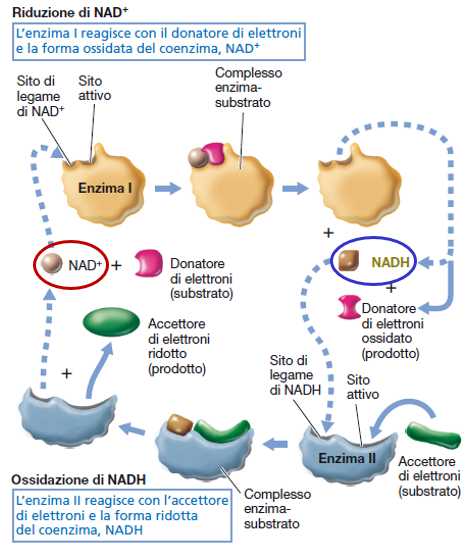 Riduzione di NAD⁺
L'enzima I reagisce con il donatore di elettroni
e la forma ossidata del coenzima, NAD⁺
Sito di
legame
di NAD⁺
Sito
attivo
Complesso
enzima-
substrato
Enzima I
NAD⁺
+
Donatore
di elettroni
(substrato)
+
NADH
+
Donatore
di elettroni
ossidato
(prodotto)
Accettore
di elettroni
ridotto
(prodotto)
+
Sito di
legame
di NADH
Sito
attivo
Enzima II
Accettore
di elettroni
(substrato)
Complesso
enzima-
substrato
Ossidazione di NADH
L'enzima II reagisce con l'accettore
di elettroni e la forma ridotta
del coenzima, NADH